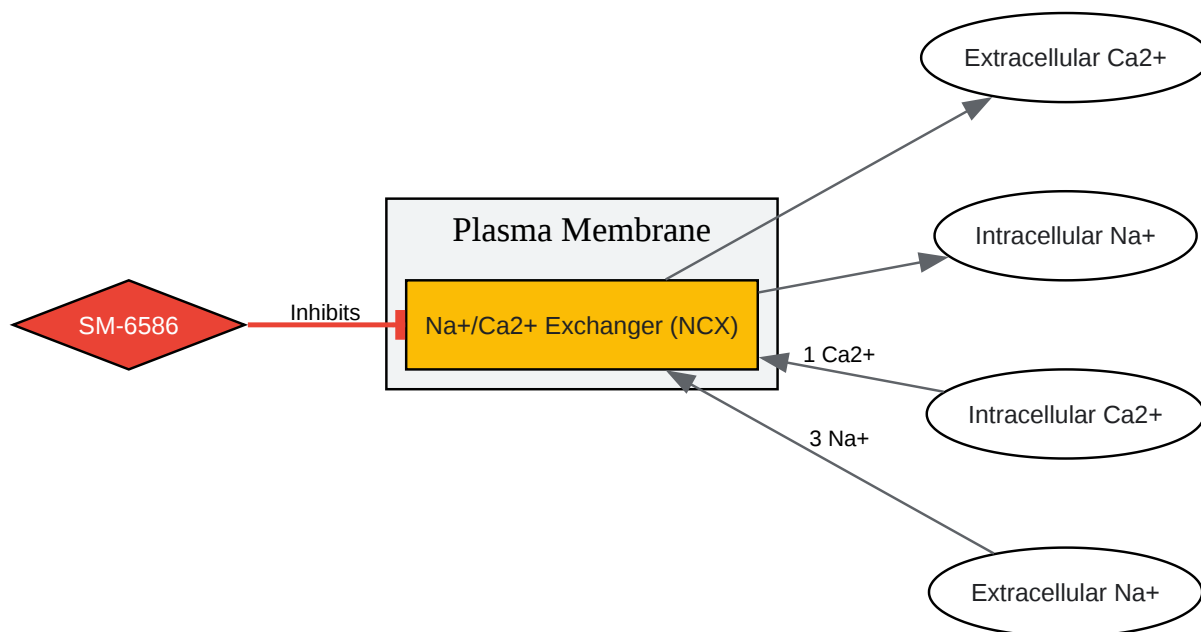 Extracellular Ca2+
Plasma Membrane
Intracellular Na+
Inhibits
SM-6586
Na+/Ca2+ Exchanger (NCX)
1 Ca2+
Intracellular Ca2+
3 Na+
Extracellular Na+